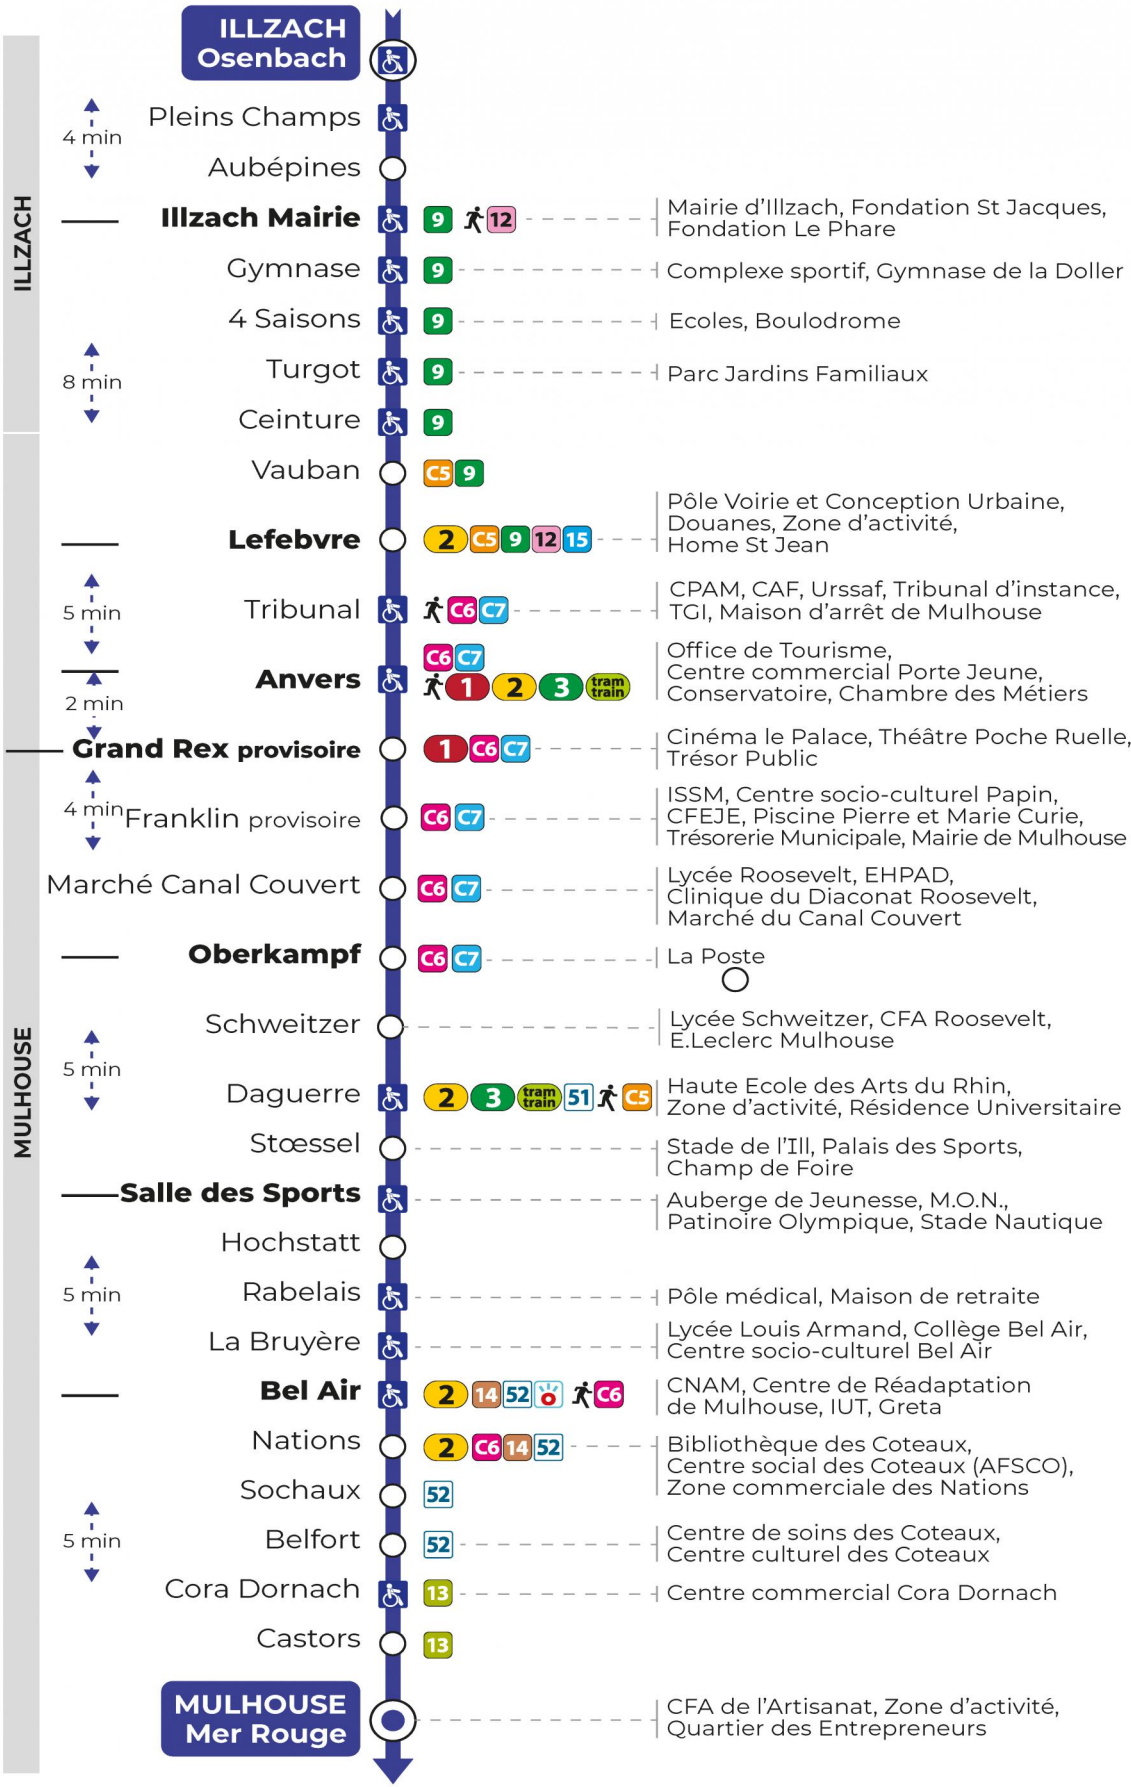 ILLZACH
Osenbach
ILLZACH
4 min
Pleins Champs
Aubépines
Illzach Mairie
9 12
Mairie d'Illzach, Fondation St Jacques,
Fondation Le Phare
Gymnase
9
Complexe sportif, Gymnase de la Doller
4 Saisons
9
Ecoles, Boulodrome
8 min
Turgot
9
Parc Jardins Familiaux
Ceinture
9
Vauban
C5 9
Lefebvre
2 C5 9 12 15
Pôle Voirie et Conception Urbaine,
Douanes, Zone d'activité,
Home St Jean
5 min
Tribunal
C6 C7
CPAM, CAF, Urssaf, Tribunal d'instance,
TGI, Maison d'arrêt de Mulhouse
Anvers
C6 C7
1 2 3 tram
train
Office de Tourisme,
Centre commercial Porte Jeune,
Conservatoire, Chambre des Métiers
2 min
Grand Rex provisoire
1 C6 C7
Cinéma le Palace, Théâtre Poche Ruelle,
Trésor Public
4 min
Franklin provisoire
C6 C7
ISSM, Centre socio-culturel Papin,
CFEJE, Piscine Pierre et Marie Curie,
Trésorerie Municipale, Mairie de Mulhouse
Marché Canal Couvert
C6 C7
Lycée Roosevelt, EHPAD,
Clinique du Diaconat Roosevelt,
Marché du Canal Couvert
Oberkampf
C6 C7
La Poste
MULHOUSE
Schweitzer
Lycée Schweitzer, CFA Roosevelt,
E.Leclerc Mulhouse
5 min
Daguerre
2 3 tram
train 51 C5
Haute Ecole des Arts du Rhin,
Zone d'activité, Résidence Universitaire
Stœssel
Stade de l'Ill, Palais des Sports,
Champ de Foire
Salle des Sports
Auberge de Jeunesse, M.O.N.,
Patinoire Olympique, Stade Nautique
Hochstatt
5 min
Rabelais
Pôle médical, Maison de retraite
La Bruyère
Lycée Louis Armand, Collège Bel Air,
Centre socio-culturel Bel Air
Bel Air
2 14 52 C6
CNAM, Centre de Réadaptation
de Mulhouse, IUT, Greta
Nations
2 C6 14 52
Bibliothèque des Coteaux,
Centre social des Coteaux (AFSCO),
Zone commerciale des Nations
Sochaux
52
5 min
Belfort
52
Centre de soins des Coteaux,
Centre culturel des Coteaux
Cora Dornach
13
Centre commercial Cora Dornach
Castors
13
MULHOUSE
Mer Rouge
CFA de l'Artisanat, Zone d'activité,
Quartier des Entrepreneurs